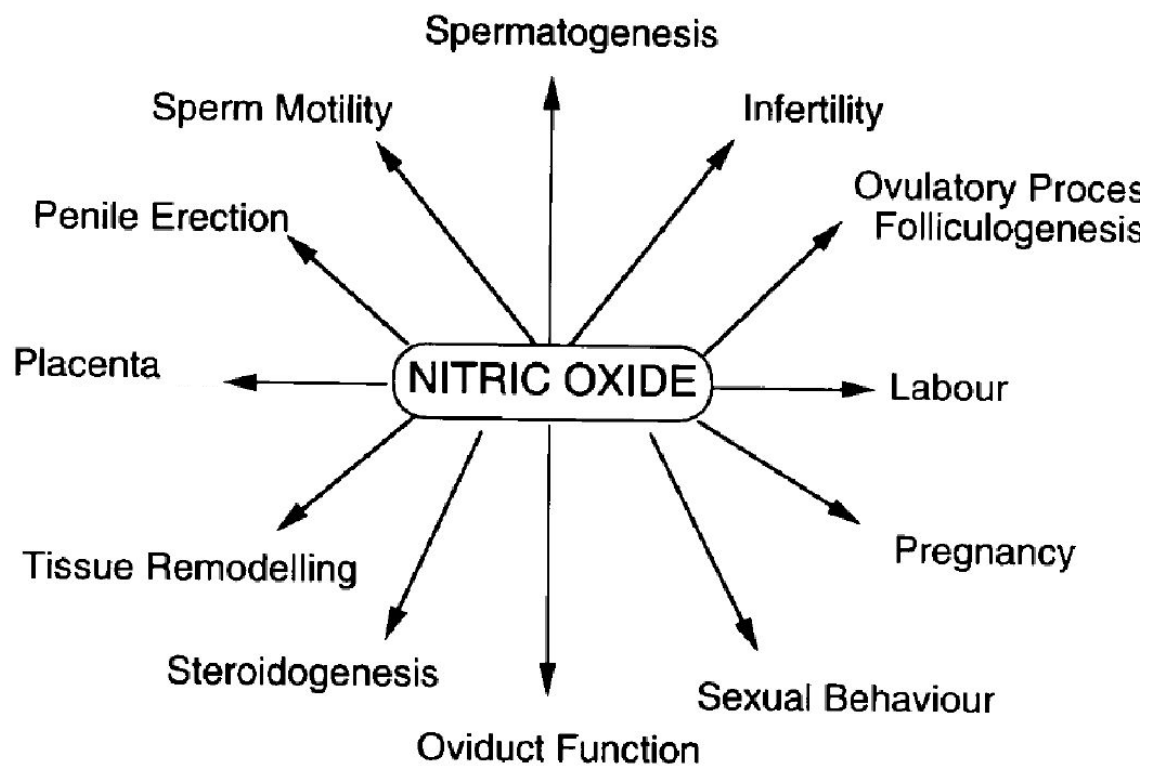 Spermatogenesis
Sperm Motility
Infertility
Penile Erection
Ovulatory Proces
Folliculogenesis
Placenta
NITRIC OXIDE
Labour
Tissue Remodelling
Pregnancy
Steroidogenesis
Sexual Behaviour
Oviduct Function